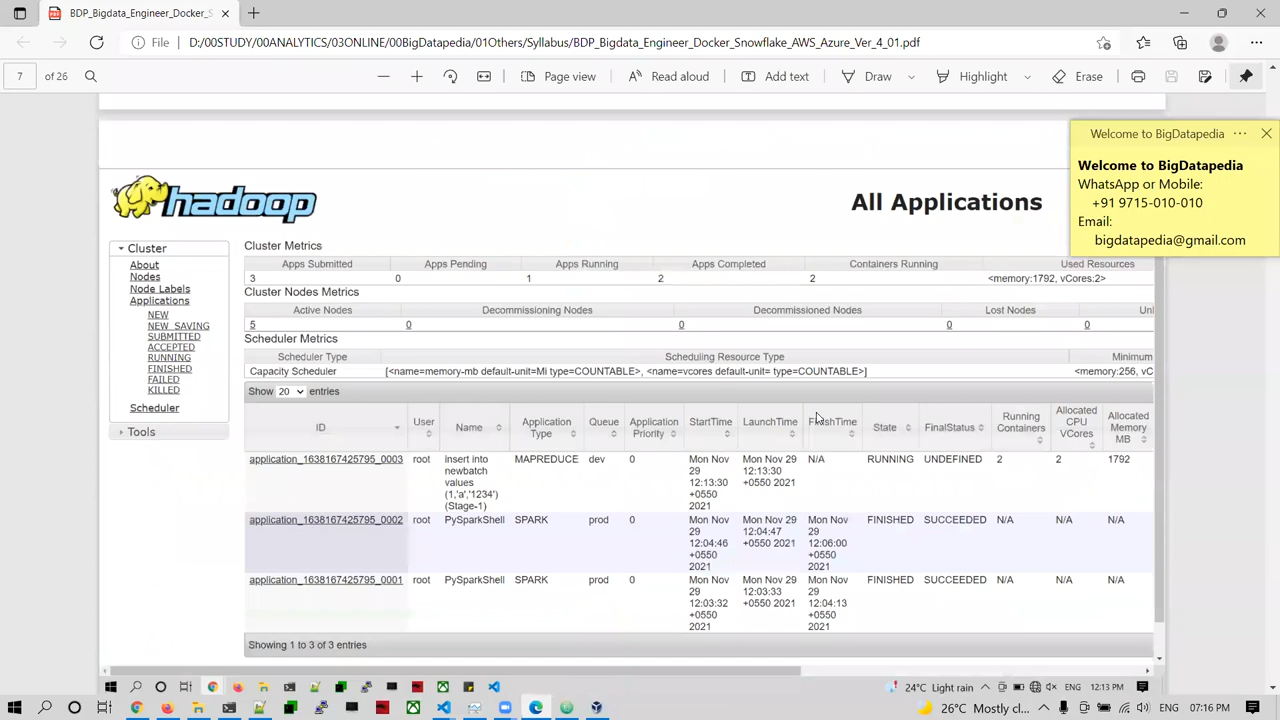 BDP_Bigdata_Engineer_Docker_S
File D:/00STUDY/00ANALYTICS/03ONLINE/00BigDatapedia/01Others/Syllabus/BDP_Bigdata_Engineer_Docker_Snowflake_AWS_Azure_Ver_4_01.pdf
7 of 26 Page view Read aloud Add text Draw Highlight Erase
Welcome to BigDatapedia
Welcome to BigDatapedia
WhatsApp or Mobile:
+91 9715-010-010
Email:
bigdatapedia@gmail.com
hadoop
All Applications
Cluster
About
Nodes
Node Labels
Applications
NEW
NEW_SAVING
SUBMITTED
ACCEPTED
RUNNING
FINISHED
FAILED
KILLED
Scheduler
Tools
Cluster Metrics
Apps Submitted Apps Pending Apps Running Apps Completed Containers Running Used Resources
3 0 1 2 2 <memory:1792, vCores:2>
Cluster Nodes Metrics
Active Nodes Decommissioning Nodes Decommissioned Nodes Lost Nodes Unl
5 0 0 0 0
Scheduler Metrics
Scheduler Type Scheduling Resource Type Minimum
Capacity Scheduler [<name=memory-mb default-unit=Mi type=COUNTABLE>, <name=vcores default-unit= type=COUNTABLE>] <memory:256, vC
Show 20 entries
ID User Name Application Type Queue Application Priority StartTime LaunchTime FinishTime State FinalStatus Running Containers Allocated CPU VCores Allocated Memory MB
application_1638167425795_0003 root insert into newbatch values (1,'a','1234') (Stage-1) MAPREDUCE dev 0 Mon Nov 29 12:13:30 +0550 2021 Mon Nov 29 12:13:30 +0550 2021 N/A RUNNING UNDEFINED 2 2 1792
application_1638167425795_0002 root PySparkShell SPARK prod 0 Mon Nov 29 12:04:46 +0550 2021 Mon Nov 29 12:04:47 +0550 2021 Mon Nov 29 12:06:00 +0550 2021 FINISHED SUCCEEDED N/A N/A N/A
application_1638167425795_0001 root PySparkShell SPARK prod 0 Mon Nov 29 12:03:32 +0550 2021 Mon Nov 29 12:03:33 +0550 2021 Mon Nov 29 12:04:13 +0550 2021 FINISHED SUCCEEDED N/A N/A N/A
Showing 1 to 3 of 3 entries
24°C Light rain ENG 12:13 PM
26°C Mostly cl... ENG 07:16 PM